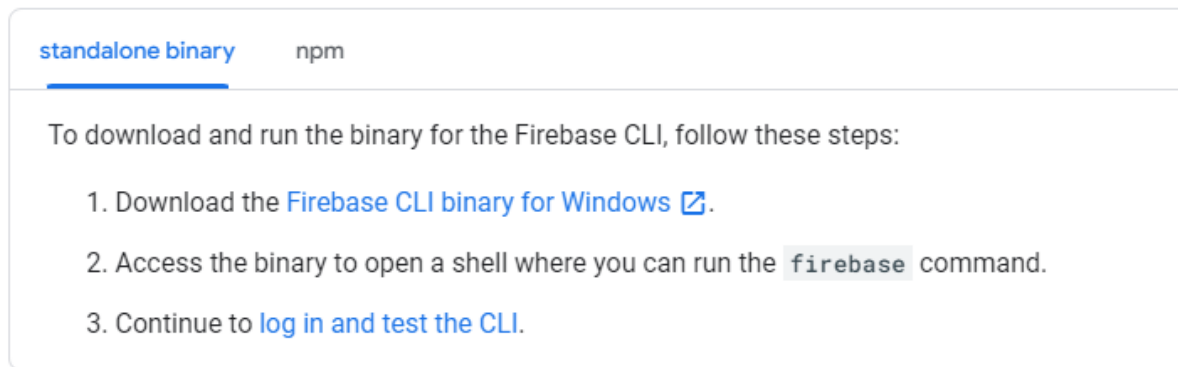 standalone binary npm
To download and run the binary for the Firebase CLI, follow these steps:
1. Download the Firebase CLI binary for Windows.
2. Access the binary to open a shell where you can run the firebase command.
3. Continue to log in and test the CLI.